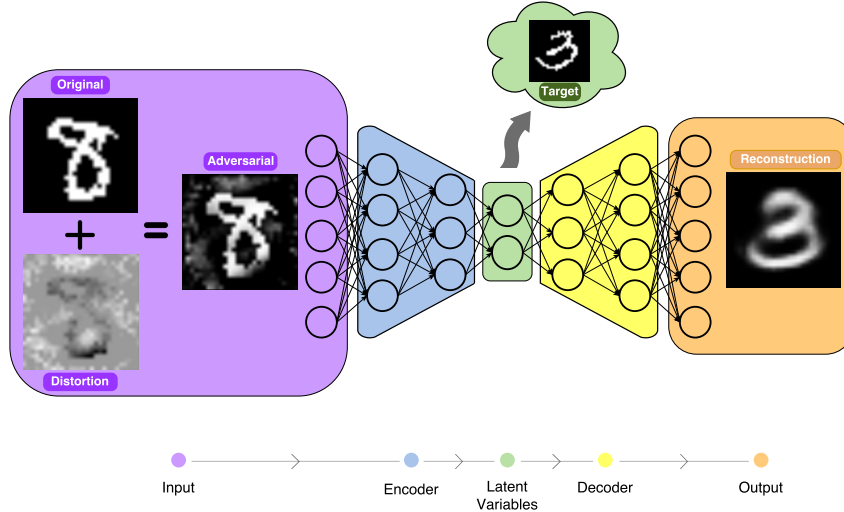 Target
Original
Adversarial
Reconstruction
+
=
Distortion
Input
Encoder
Latent
Variables
Decoder
Output